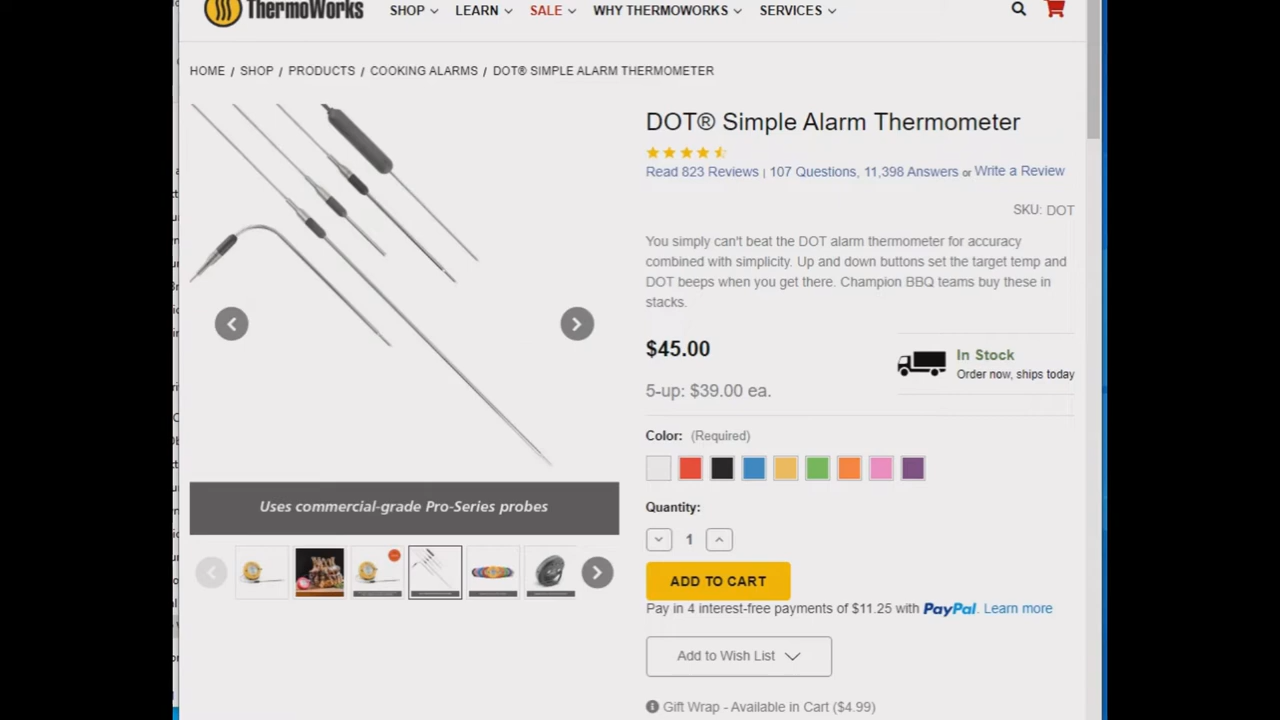 ThermoWorks
SHOP LEARN SALE WHY THERMOWORKS SERVICES
HOME / SHOP / PRODUCTS / COOKING ALARMS / DOT® SIMPLE ALARM THERMOMETER
DOT® Simple Alarm Thermometer
Read 823 Reviews | 107 Questions, 11,398 Answers or Write a Review
SKU: DOT
You simply can't beat the DOT alarm thermometer for accuracy
combined with simplicity. Up and down buttons set the target temp and
DOT beeps when you get there. Champion BBQ teams buy these in
stacks.
$45.00
In Stock
Order now, ships today
5-up: $39.00 ea.
Color: (Required)
Uses commercial-grade Pro-Series probes
Quantity:
1
ADD TO CART
Pay in 4 interest-free payments of $11.25 with PayPal. Learn more
Add to Wish List
Gift Wrap - Available in Cart ($4.99)